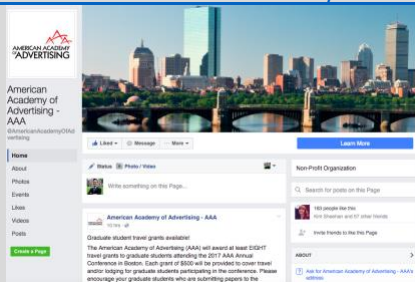 AMERICAN ACADEMY
OF ADVERTISING
American
Academy of
Advertising -
AAA
@AmericanAcademyOfAd
vertising
Home
About
Photos
Events
Likes
Videos
Posts
Create a Page
Liked
Message
More
Learn More
Status
Photo / Video
Write something on this Page...
American Academy of Advertising - AAA
Graduate student travel grants available!
The American Academy of Advertising (AAA) will award at least EIGHT
travel grants to graduate students attending the 2017 AAA Annual
Conference in Boston. Each grant of $500 will be provided to cover travel
and/or lodging for graduate students participating in the conference. Please
encourage your graduate students who are submitting papers to the
Non-Profit Organization
Search for posts on this Page
people like this
and 57 other friends
Invite friends to like this Page
ABOUT
Ask for American Academy of Advertising - AAA's
address